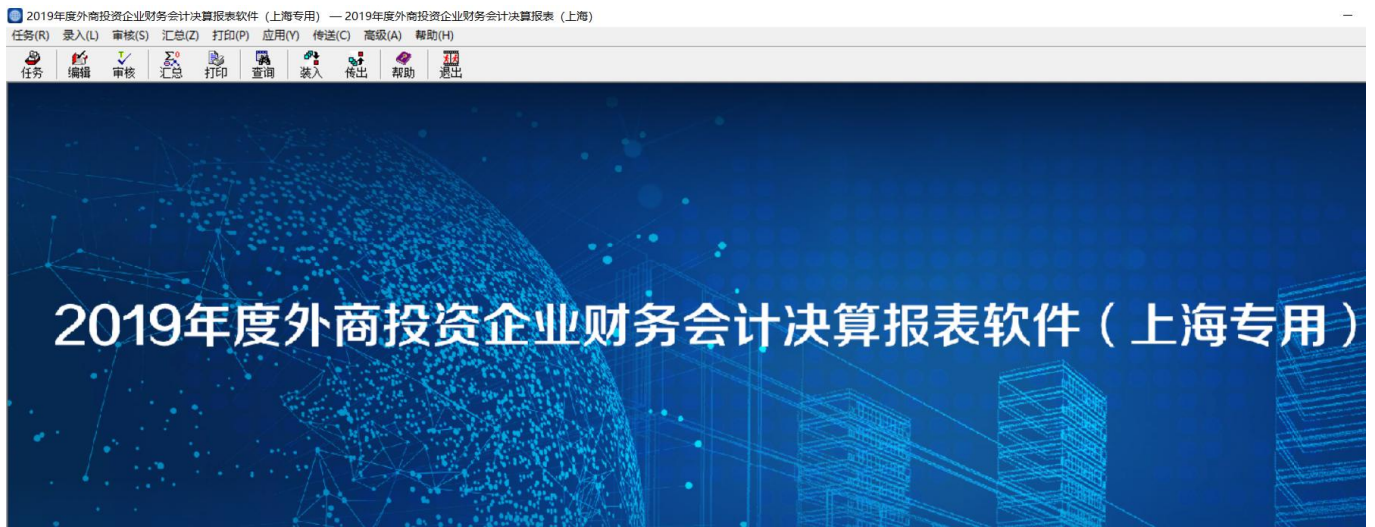 2019年度外商投资企业财务会计决算报表软件（上海专用） — 2019年度外商投资企业财务会计决算报表（上海）
任务(R) 录入(L) 审核(S) 汇总(Z) 打印(P) 应用(Y) 传送(C) 高级(A) 帮助(H)
任务 编辑 审核 汇总 打印 查询 装入 传出 帮助 退出
2019年度外商投资企业财务会计决算报表软件（上海专用）